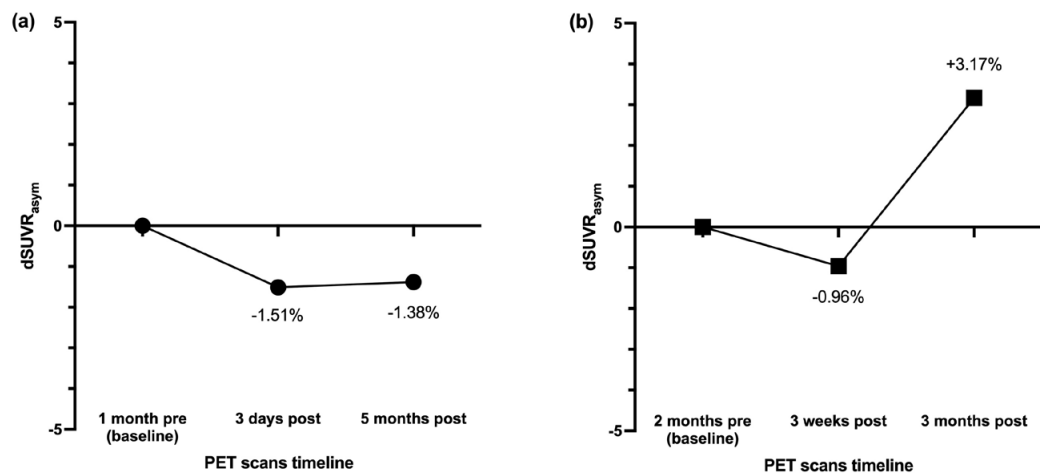 (a)
5
0
-5
dSUVRasym
-1.51%
-1.38%
1 month pre
(baseline)
3 days post
5 months post
PET scans timeline
(b)
5
0
-5
dSUVRasym
-0.96%
+3.17%
2 months pre
(baseline)
3 weeks post
3 months post
PET scans timeline